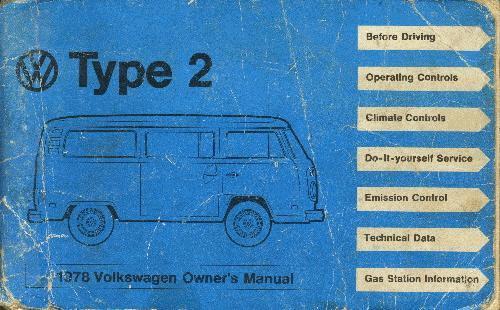 VW Type 2
1978 Volkswagen Owner's Manual
Before Driving
Operating Controls
Climate Controls
Do-it-yourself Service
Emission Control
Technical Data
Gas Station Information